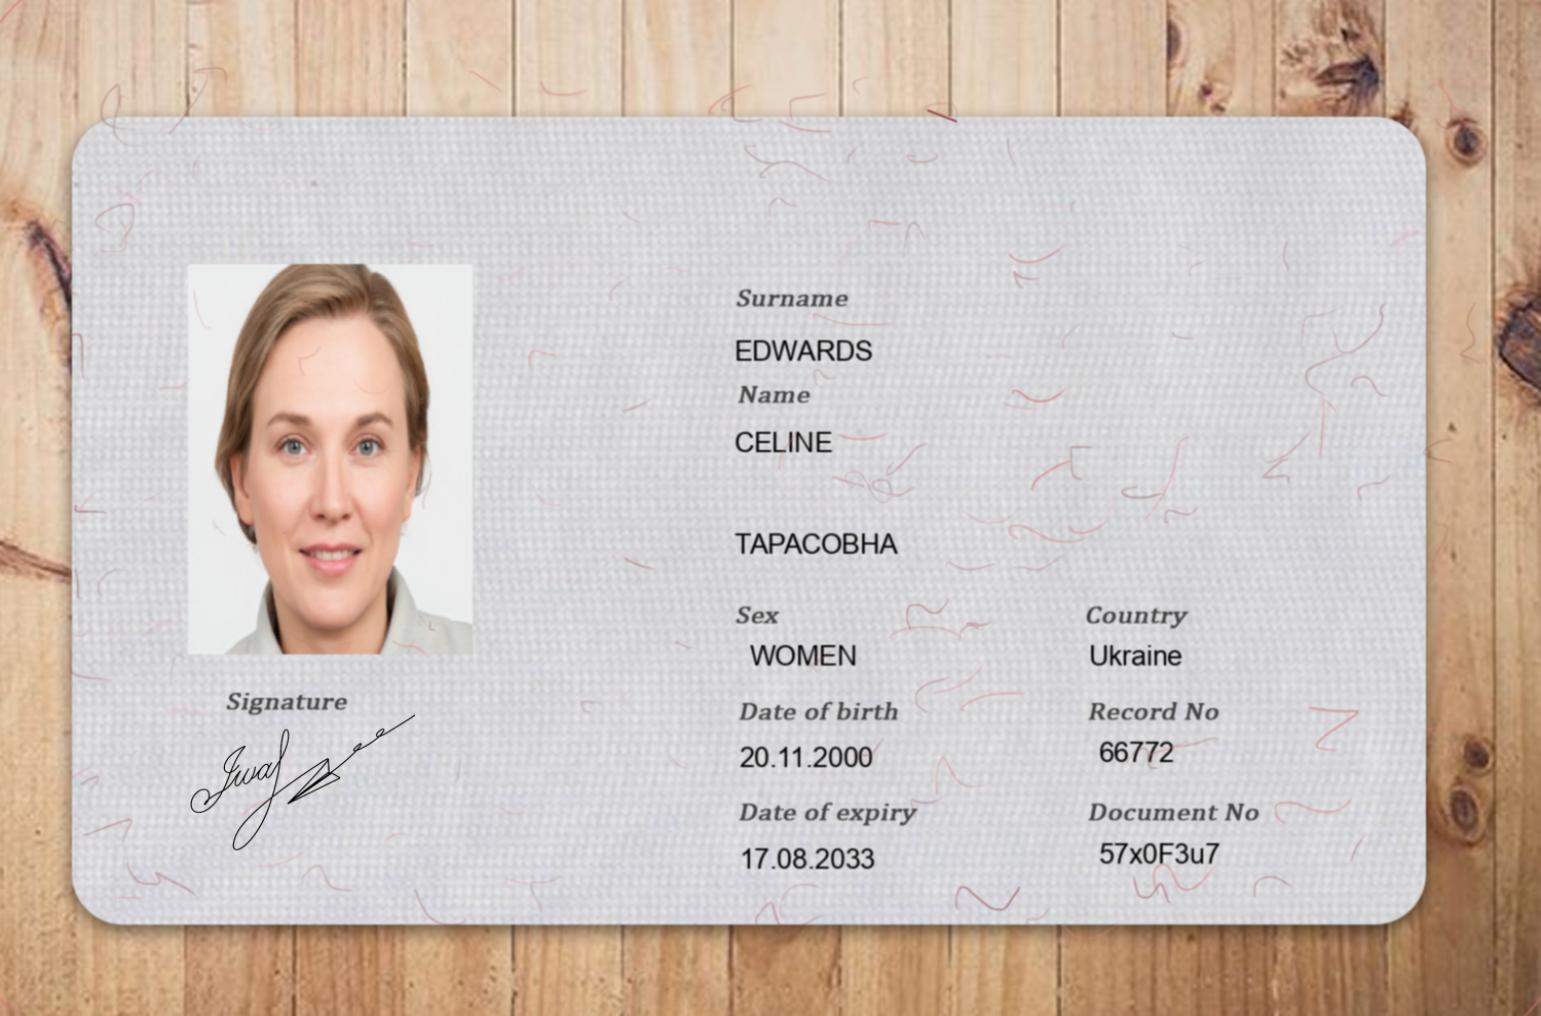 Surname
EDWARDS
Name
CELINE
TAPACOBHA
Sex
Country
WOMEN
Ukraine
Date of birth
Record No
20.11.2000
66772
Date of expiry
Document No
17.08.2033
57x0F3u7
Signature